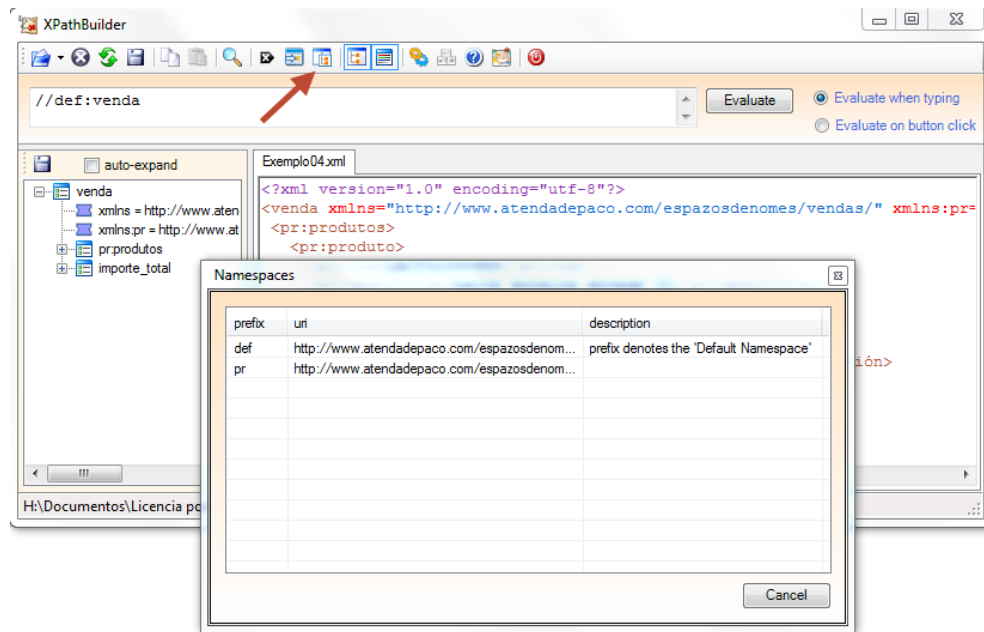 XPathBuilder
//def:venda
Evaluate
Evaluate when typing
Evaluate on button click
auto-expand
Exemplo04.xml
venda
xmlns = http://www.aten
xmlns:pr = http://www.at
pr:produtos
importe_total
<?xml version="1.0" encoding="utf-8"?>
<venda xmlns="http://www.atendadepaco.com/espazosdenomes/vendas/" xmlns:pr=
<pr:produtos>
<pr:produto>
ión>
Namespaces
prefix uri description
def http://www.atendadepaco.com/espazosdenom... prefix denotes the 'Default Namespace'
pr http://www.atendadepaco.com/espazosdenom...
Cancel
H:\Documentos\Licencia po